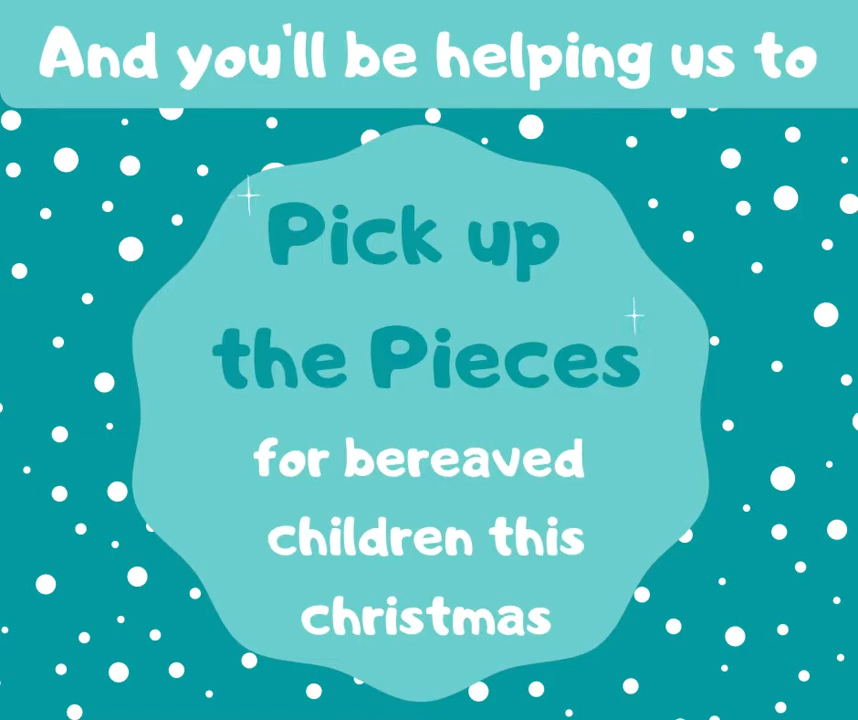 And you'll be helping us to
Pick up
the Pieces
for bereaved
children this
christmas